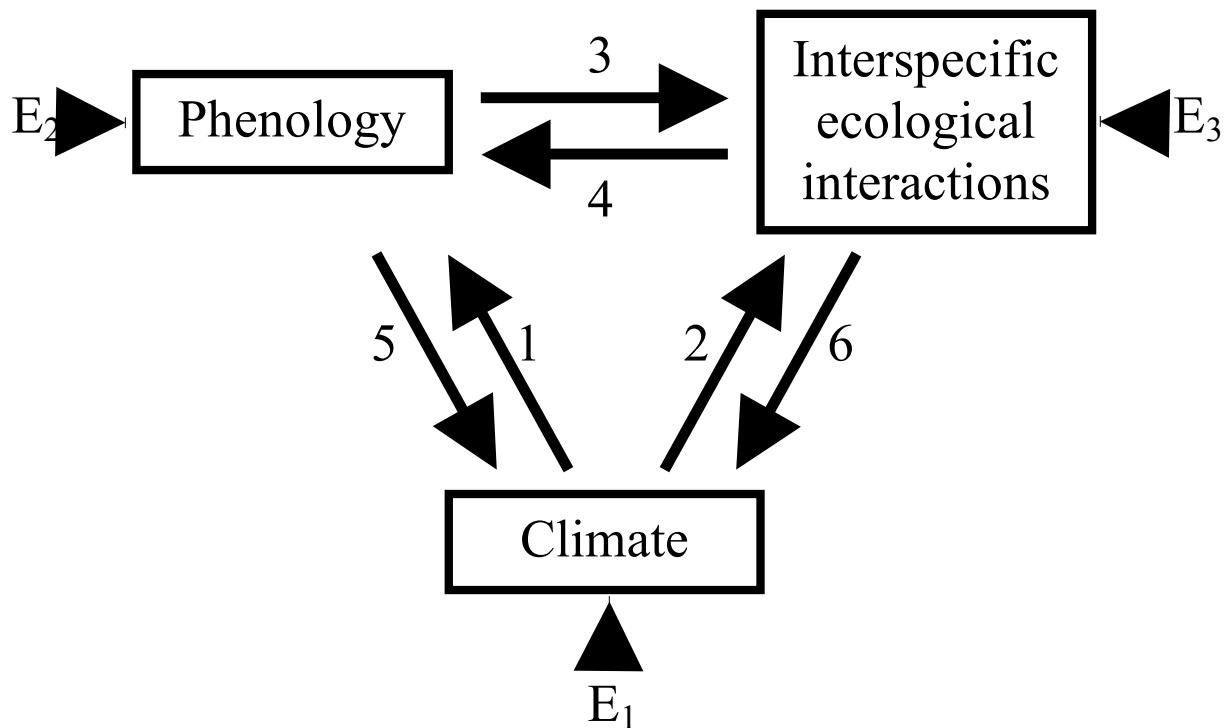 3
Interspecific
ecological
interactions
E₂
Phenology
E₃
4
5
1
2
6
Climate
E₁